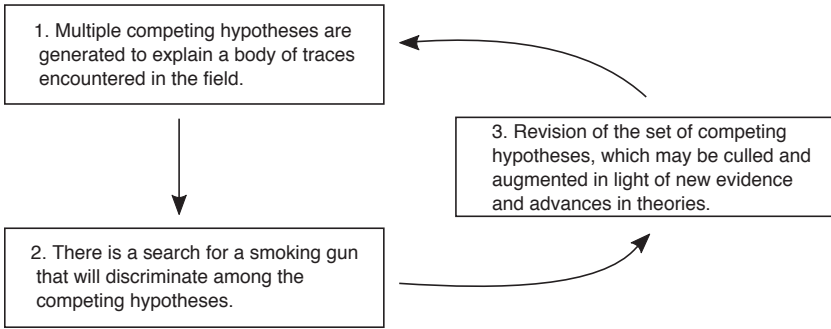 1. Multiple competing hypotheses are
generated to explain a body of traces
encountered in the field.
2. There is a search for a smoking gun
that will discriminate among the
competing hypotheses.
3. Revision of the set of competing
hypotheses, which may be culled and
augmented in light of new evidence
and advances in theories.